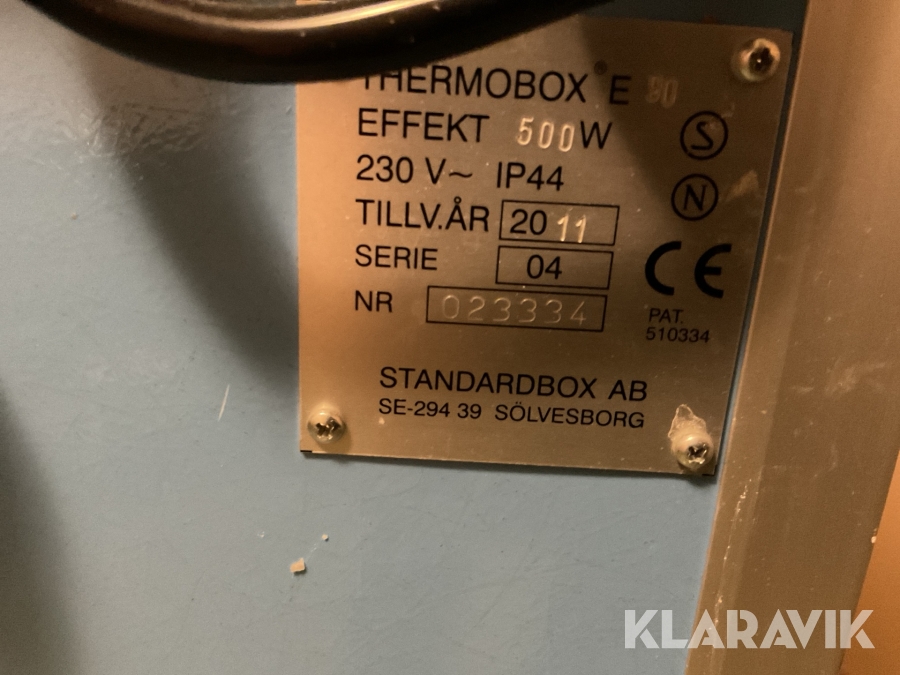 THERMOBOX® E
EFFEKT 500W
230 V~ IP44
TILLV.ÅR 2011
SERIE 04
NR 023334
S
N
CE
PAT.
510334
STANDARDBOX AB
SE-294 39 SÖLVESBORG
KLARAVIK